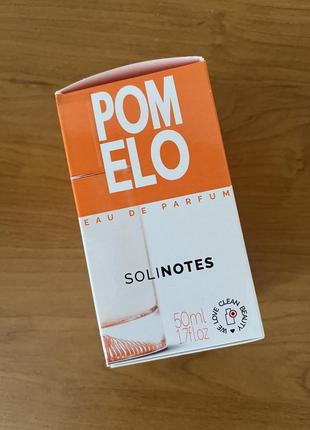 POM
ELO
EAU DE PARFUM
SOLINOTES
50ml
1.7fl.oz
WE LOVE CLEAN BEAUTY ♥